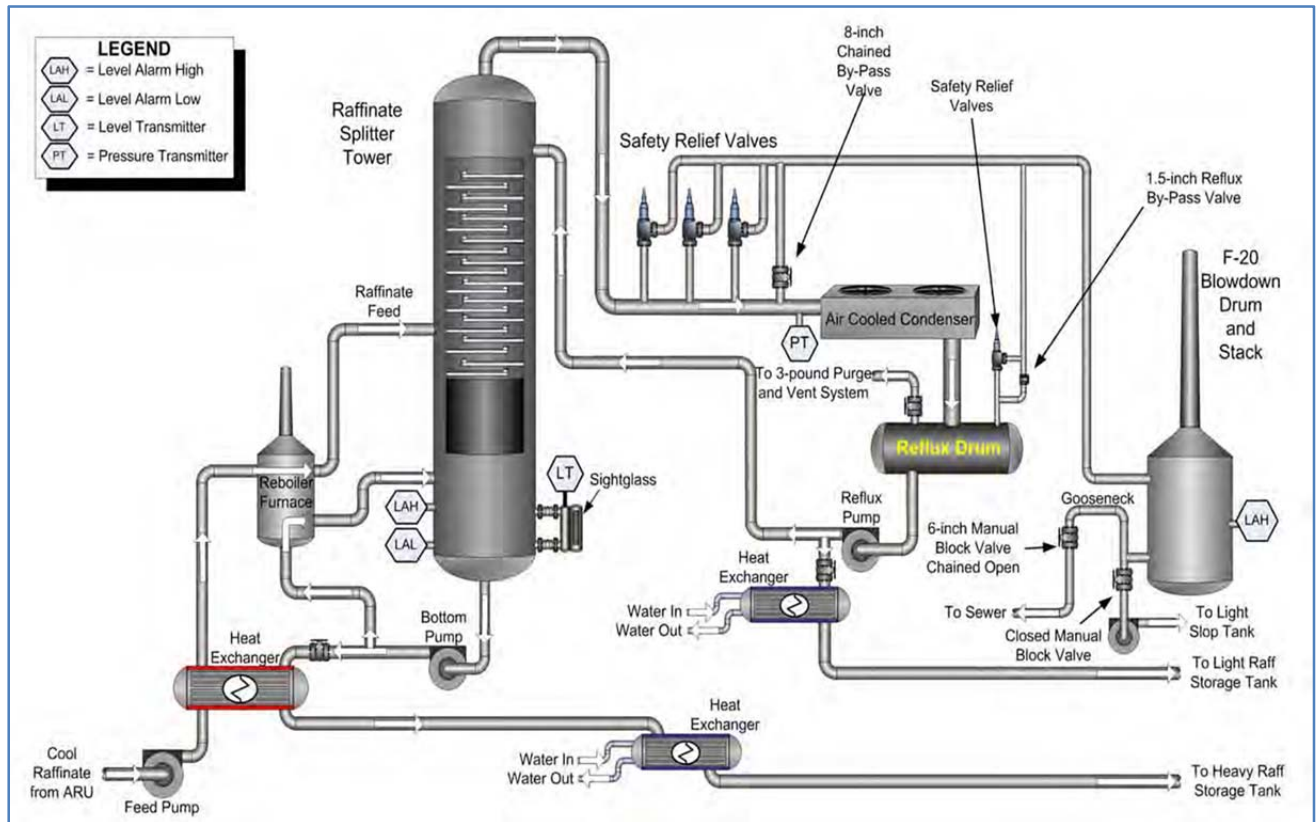 LEGEND
LAH = Level Alarm High
LAL = Level Alarm Low
LT = Level Transmitter
PT = Pressure Transmitter
Raffinate
Splitter
Tower
8-inch
Chained
By-Pass
Valve
Safety Relief Valves
Safety Relief
Valves
1.5-inch Reflux
By-Pass Valve
F-20
Blowdown
Drum
and
Stack
Raffinate
Feed
Air Cooled Condenser
PT
To 3-pound Purge
and Vent System
Reflux Drum
Reboiler
Furnace
LT
Sightglass
LAH
LAL
Reflux
Pump
Gooseneck
LAH
6-inch Manual
Block Valve
Chained Open
Heat
Exchanger
Water In
Water Out
To Sewer
Closed Manual
Block Valve
To Light
Slop Tank
Bottom
Pump
Heat
Exchanger
To Light Raff
Storage Tank
Heat
Exchanger
Water In
Water Out
Cool
Raffinate
from ARU
Feed Pump
To Heavy Raff
Storage Tank